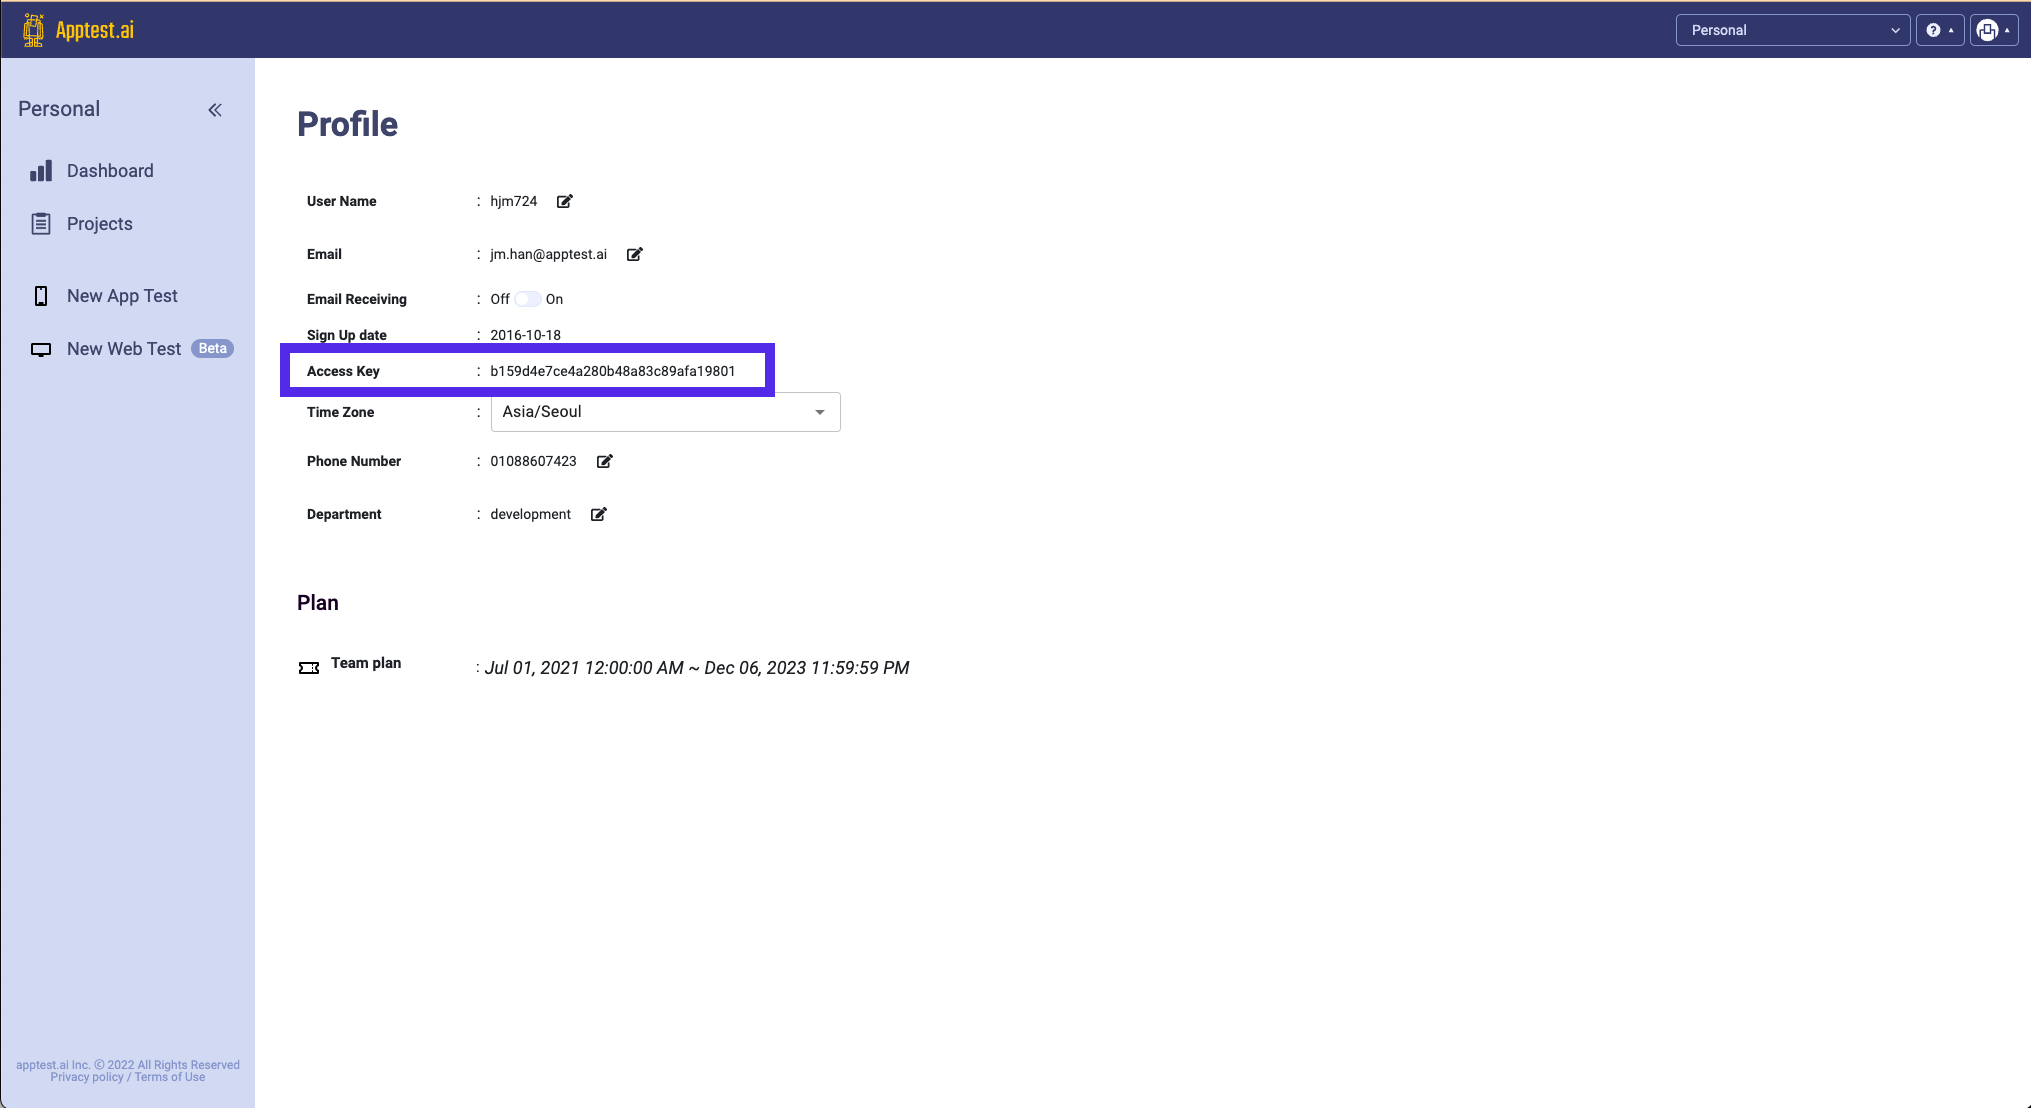 Apptest.ai
Personal
Personal
Dashboard
Projects
New App Test
New Web Test Beta
Profile
User Name : hjm724
Email : jm.han@apptest.ai
Email Receiving : Off On
Sign Up date : 2016-10-18
Access Key : b159d4e7ce4a280b48a83c89afa19801
Time Zone : Asia/Seoul
Phone Number : 01088607423
Department : development
Plan
Team plan : Jul 01, 2021 12:00:00 AM ~ Dec 06, 2023 11:59:59 PM
apptest.ai Inc. © 2022 All Rights Reserved
Privacy policy / Terms of Use